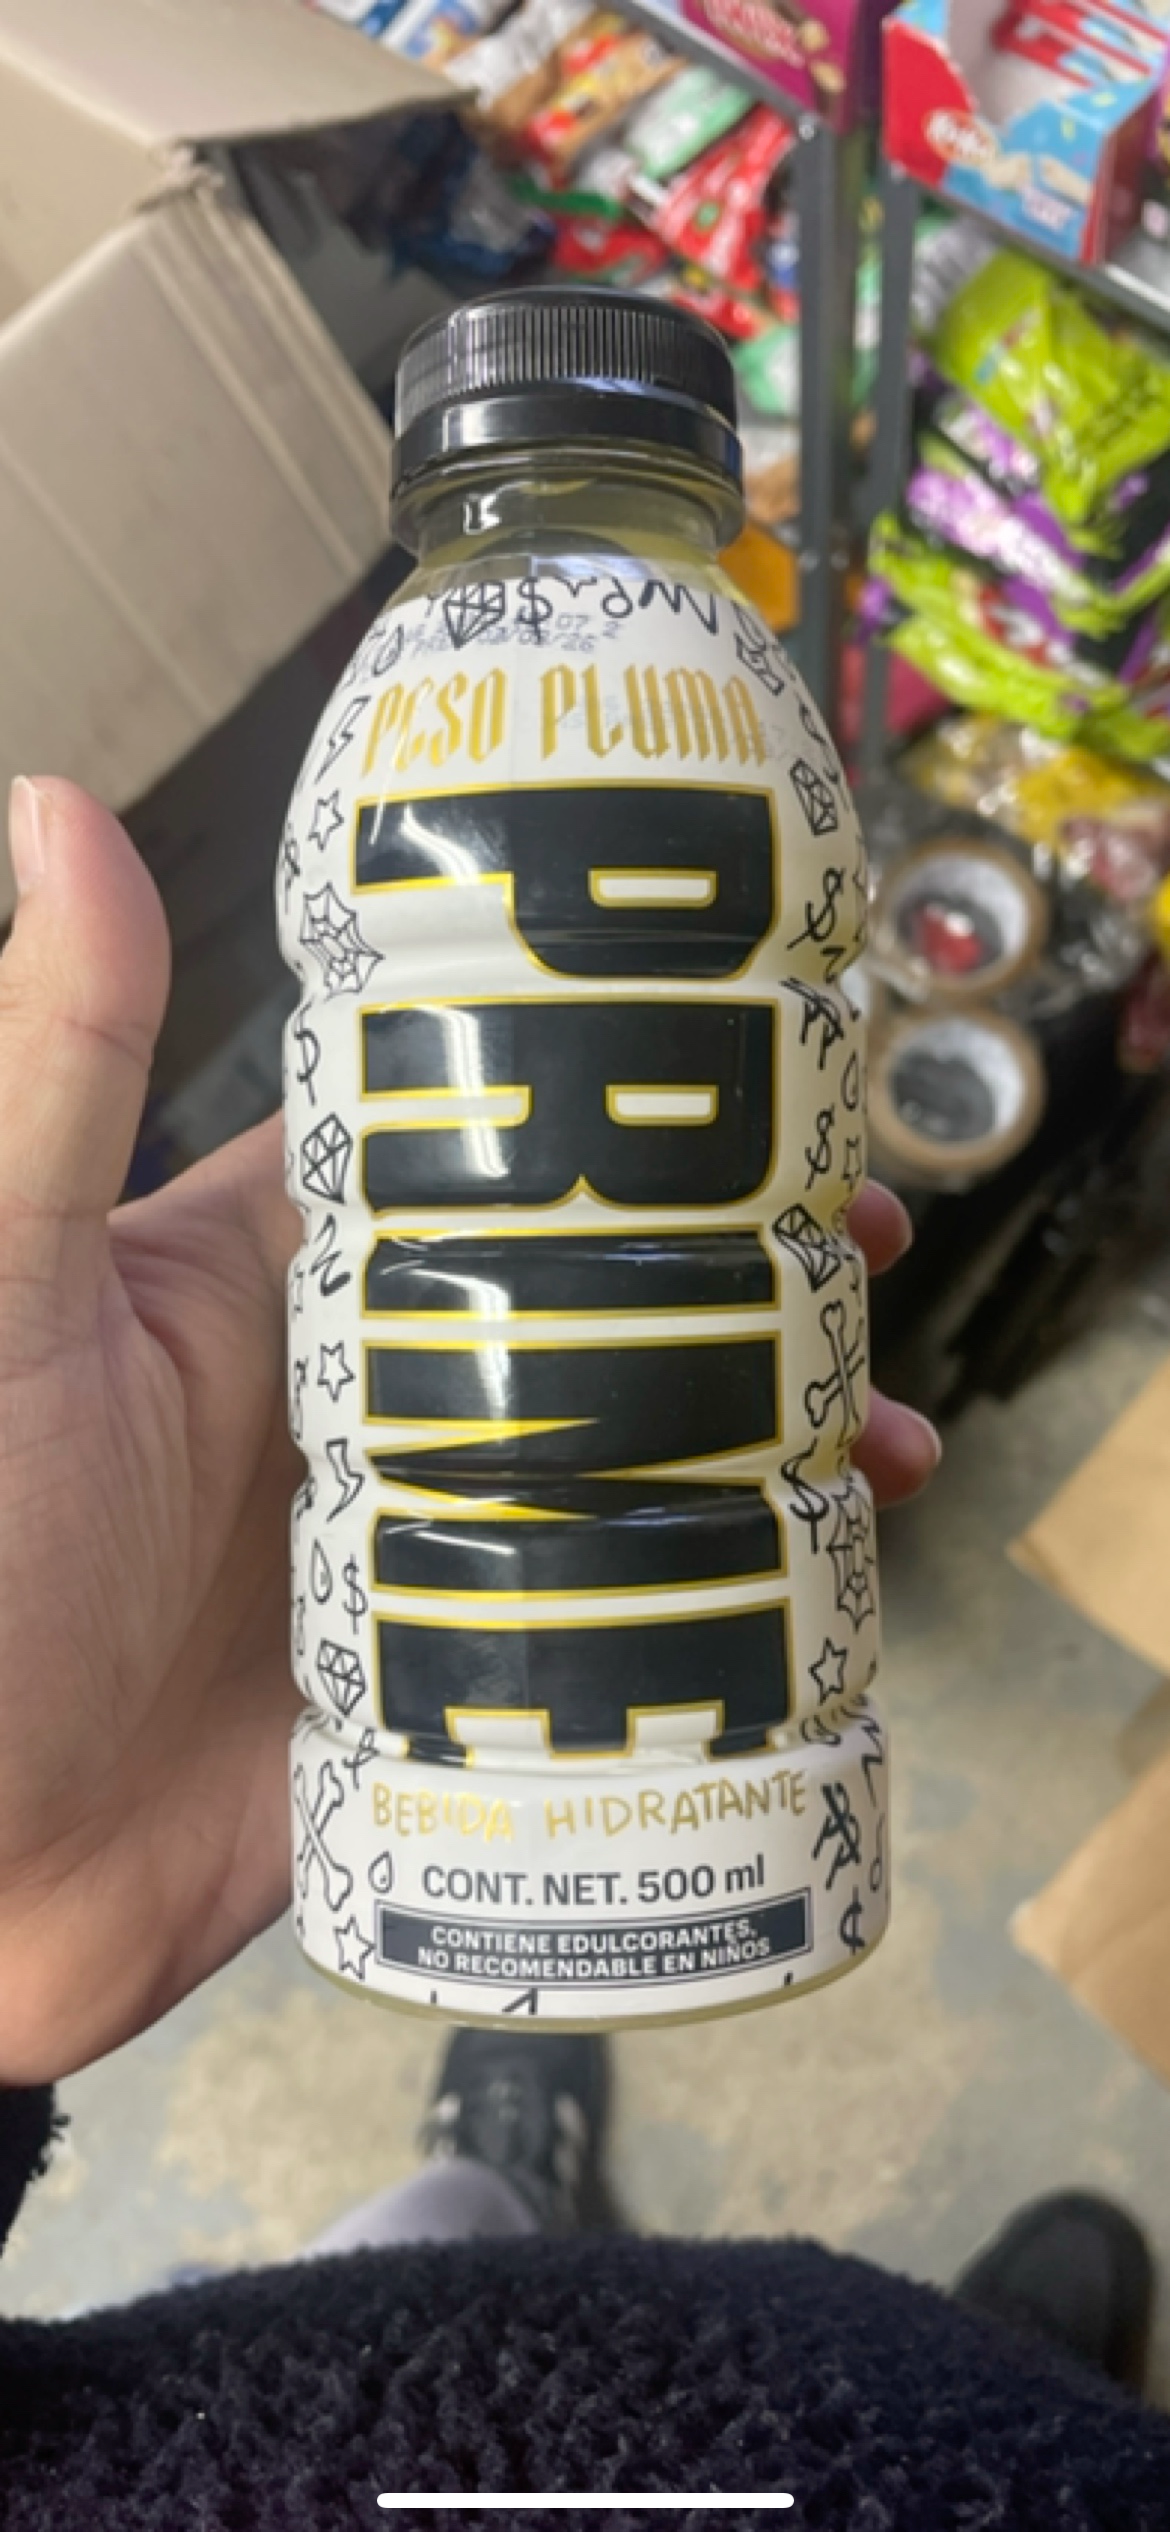 PESO PLUMA
PRIME
BEBIDA HIDRATANTE
CONT. NET. 500 ml
CONTIENE EDULCORANTES,
NO RECOMENDABLE EN NIÑOS